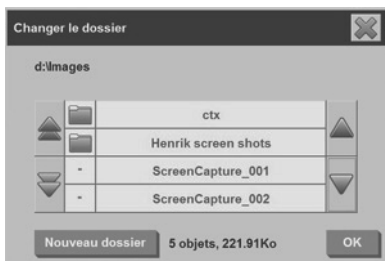 Changer le dossier
d:\Images
ctx
Henrik screen shots
- ScreenCapture_001
- ScreenCapture_002
Nouveau dossier 5 objets, 221.91Ko OK